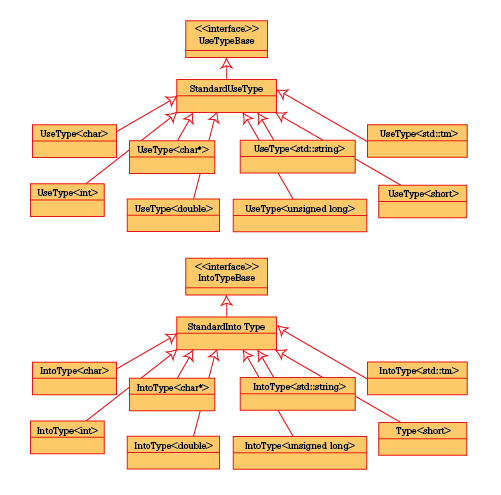 <<interface>>
UseTypeBase
StandardUseType
UseType<char>
UseType<char*>
UseType<std::string>
UseType<std::tm>
UseType<int>
UseType<double>
UseType<unsigned long>
UseType<short>
<<interface>>
IntoTypeBase
StandardInto Type
IntoType<char>
IntoType<char*>
IntoType<std::string>
IntoType<std::tm>
IntoType<int>
IntoType<double>
IntoType<unsigned long>
Type<short>